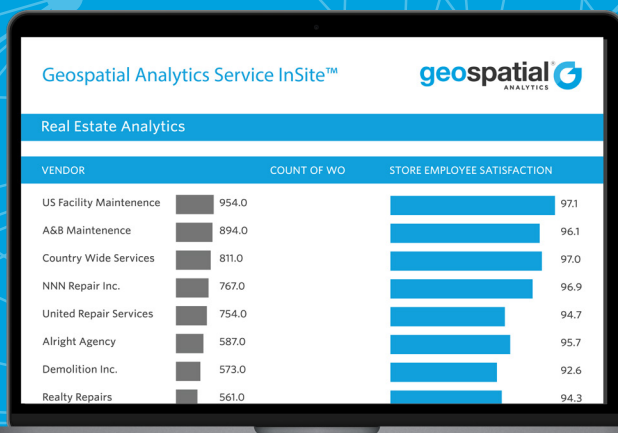 Geospatial Analytics Service InSite™
geospatial®
ANALYTICS
Real Estate Analytics
VENDOR COUNT OF WO STORE EMPLOYEE SATISFACTION
US Facility Maintenence 954.0 97.1
A&B Maintenence 894.0 96.1
Country Wide Services 811.0 97.0
NNN Repair Inc. 767.0 96.9
United Repair Services 754.0 94.7
Alright Agency 587.0 95.7
Demolition Inc. 573.0 92.6
Realty Repairs 561.0 94.3